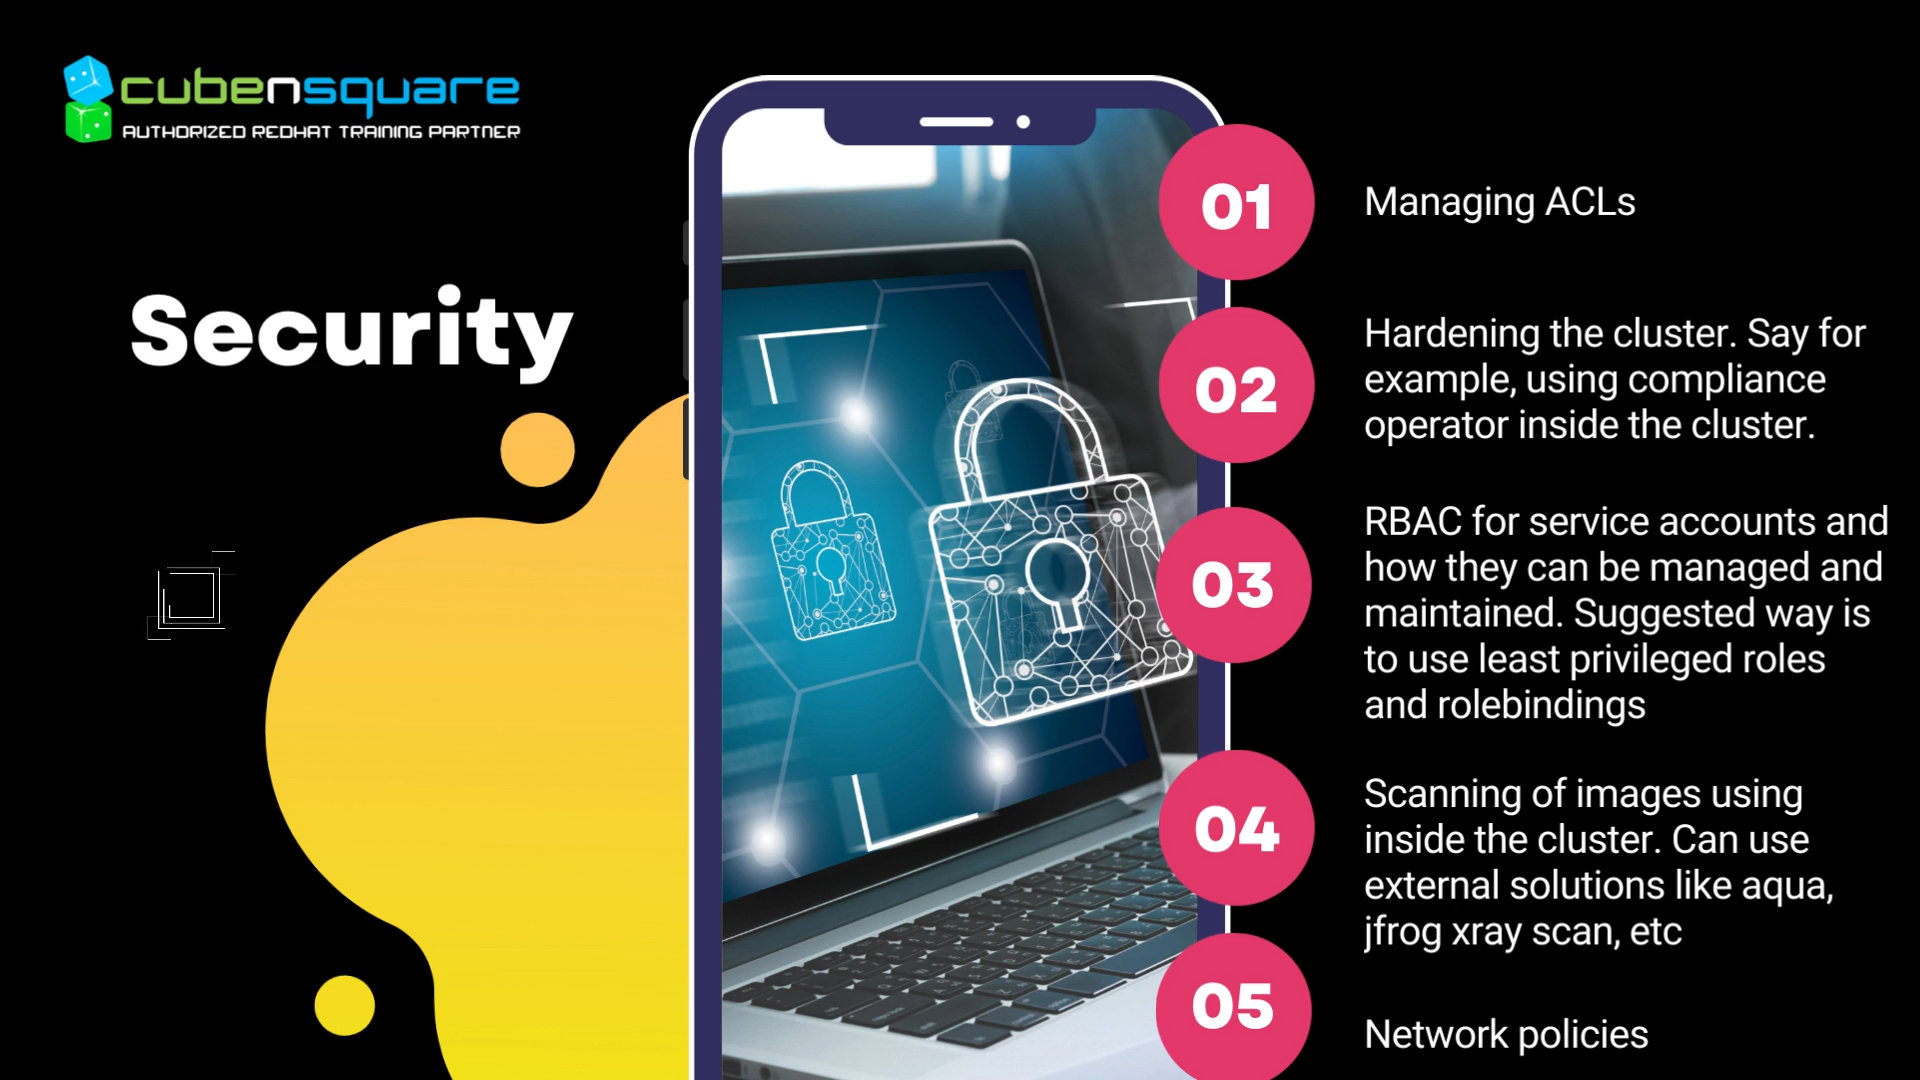 cubensquare
AUTHORIZED REDHAT TRAINING PARTNER
Security
01
Managing ACLs
02
Hardening the cluster. Say for
example, using compliance
operator inside the cluster.
03
RBAC for service accounts and
how they can be managed and
maintained. Suggested way is
to use least privileged roles
and rolebindings
04
Scanning of images using
inside the cluster. Can use
external solutions like aqua,
jfrog xray scan, etc
05
Network policies